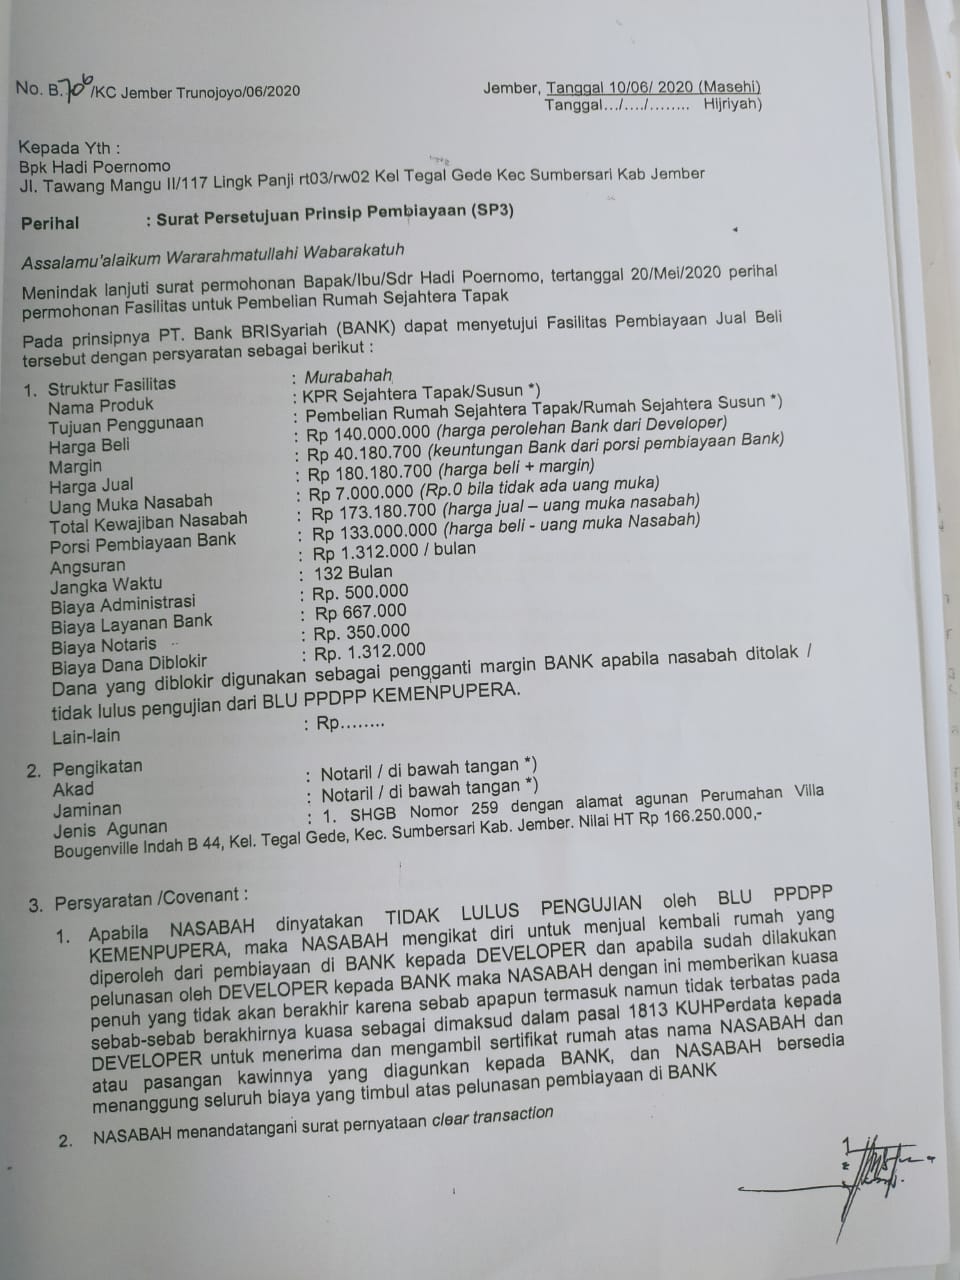 No. B.706/KC Jember Trunojoyo/06/2020
Jember, Tanggal 10/06/ 2020 (Masehi)
Tanggal.../..../........ Hijriyah)
Kepada Yth :
Bpk Hadi Poernomo
Jl. Tawang Mangu II/117 Lingk Panji rt03/rw02 Kel Tegal Gede Kec Sumbersari Kab Jember
Perihal : Surat Persetujuan Prinsip Pembiayaan (SP3)
Assalamu'alaikum Wararahmatullahi Wabarakatuh
Menindak lanjuti surat permohonan Bapak/Ibu/Sdr Hadi Poernomo, tertanggal 20/Mei/2020 perihal
permohonan Fasilitas untuk Pembelian Rumah Sejahtera Tapak
Pada prinsipnya PT. Bank BRISyariah (BANK) dapat menyetujui Fasilitas Pembiayaan Jual Beli
tersebut dengan persyaratan sebagai berikut :
1. Struktur Fasilitas : Murabahah
Nama Produk : KPR Sejahtera Tapak/Susun *)
Tujuan Penggunaan : Pembelian Rumah Sejahtera Tapak/Rumah Sejahtera Susun *)
Harga Beli : Rp 140.000.000 (harga perolehan Bank dari Developer)
Margin : Rp 40.180.700 (keuntungan Bank dari porsi pembiayaan Bank)
Harga Jual : Rp 180.180.700 (harga beli + margin)
Uang Muka Nasabah : Rp 7.000.000 (Rp.0 bila tidak ada uang muka)
Total Kewajiban Nasabah : Rp 173.180.700 (harga jual – uang muka nasabah)
Porsi Pembiayaan Bank : Rp 133.000.000 (harga beli - uang muka Nasabah)
Angsuran : Rp 1.312.000 / bulan
Jangka Waktu : 132 Bulan
Biaya Administrasi : Rp. 500.000
Biaya Layanan Bank : Rp 667.000
Biaya Notaris : Rp. 350.000
Biaya Dana Diblokir : Rp. 1.312.000
Dana yang diblokir digunakan sebagai pengganti margin BANK apabila nasabah ditolak /
tidak lulus pengujian dari BLU PPDPP KEMENPUPERA.
Lain-lain : Rp........
2. Pengikatan
Akad : Notaril / di bawah tangan *)
Jaminan : Notaril / di bawah tangan *)
Jenis Agunan : 1. SHGB Nomor 259 dengan alamat agunan Perumahan Villa
Bougenville Indah B 44, Kel. Tegal Gede, Kec. Sumbersari Kab. Jember. Nilai HT Rp 166.250.000,-
3. Persyaratan /Covenant :
1. Apabila NASABAH dinyatakan TIDAK LULUS PENGUJIAN oleh BLU PPDPP
KEMENPUPERA, maka NASABAH mengikat diri untuk menjual kembali rumah yang
diperoleh dari pembiayaan di BANK kepada DEVELOPER dan apabila sudah dilakukan
pelunasan oleh DEVELOPER kepada BANK maka NASABAH dengan ini memberikan kuasa
penuh yang tidak akan berakhir karena sebab apapun termasuk namun tidak terbatas pada
sebab-sebab berakhirnya kuasa sebagai dimaksud dalam pasal 1813 KUHPerdata kepada
DEVELOPER untuk menerima dan mengambil sertifikat rumah atas nama NASABAH dan
atau pasangan kawinnya yang diagunkan kepada BANK, dan NASABAH bersedia
menanggung seluruh biaya yang timbul atas pelunasan pembiayaan di BANK
2. NASABAH menandatangani surat pernyataan clear transaction
1